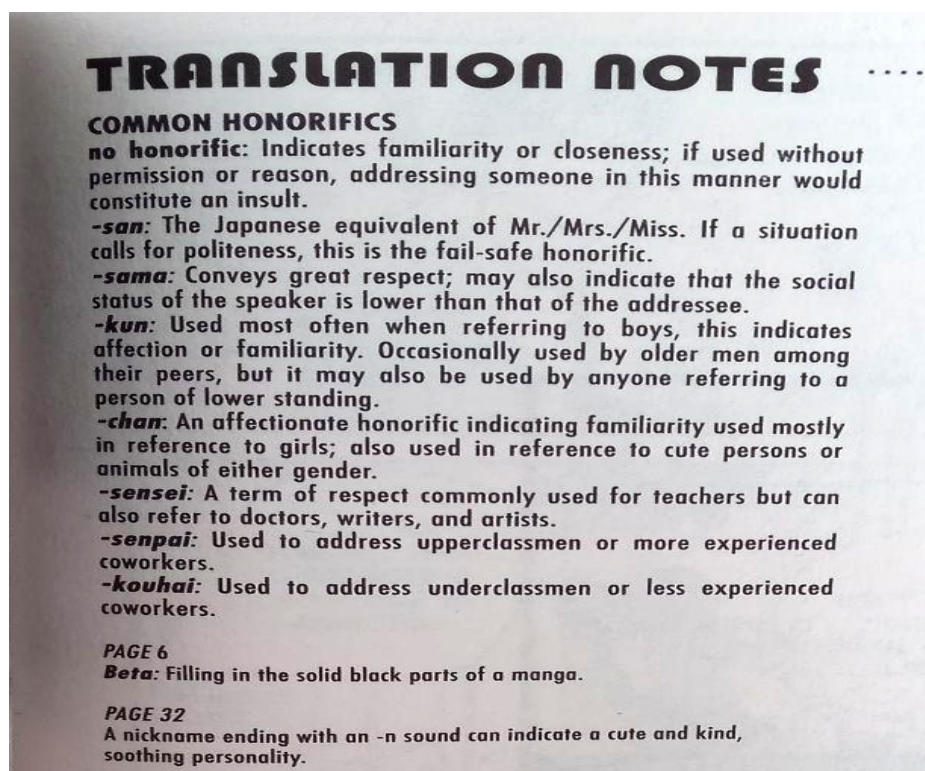 TRANSLATION NOTES ....
COMMON HONORIFICS
no honorific: Indicates familiarity or closeness; if used without
permission or reason, addressing someone in this manner would
constitute an insult.
-san: The Japanese equivalent of Mr./Mrs./Miss. If a situation
calls for politeness, this is the fail-safe honorific.
-sama: Conveys great respect; may also indicate that the social
status of the speaker is lower than that of the addressee.
-kun: Used most often when referring to boys, this indicates
affection or familiarity. Occasionally used by older men among
their peers, but it may also be used by anyone referring to a
person of lower standing.
-chan: An affectionate honorific indicating familiarity used mostly
in reference to girls; also used in reference to cute persons or
animals of either gender.
-sensei: A term of respect commonly used for teachers but can
also refer to doctors, writers, and artists.
-senpai: Used to address upperclassmen or more experienced
coworkers.
-kouhai: Used to address underclassmen or less experienced
coworkers.
PAGE 6
Beta: Filling in the solid black parts of a manga.
PAGE 32
A nickname ending with an -n sound can indicate a cute and kind,
soothing personality.